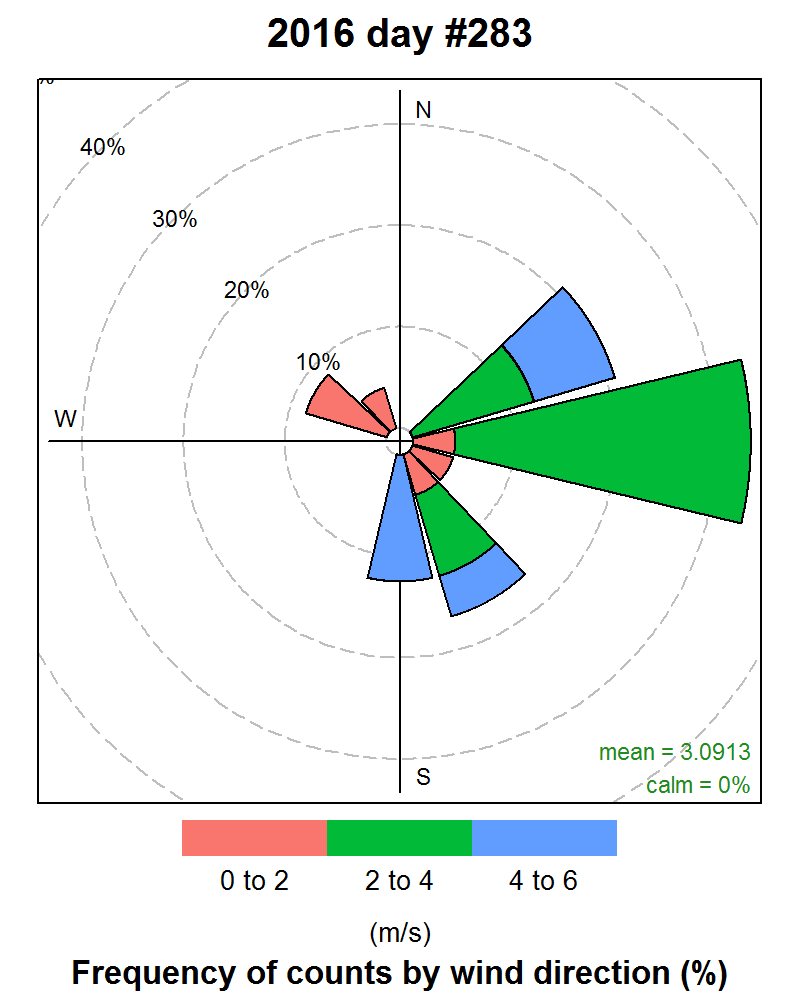 2016 day #283
N
40%
30%
20%
10%
W
S
mean = 3.0913
calm = 0%
0 to 2 2 to 4 4 to 6
(m/s)
Frequency of counts by wind direction (%)